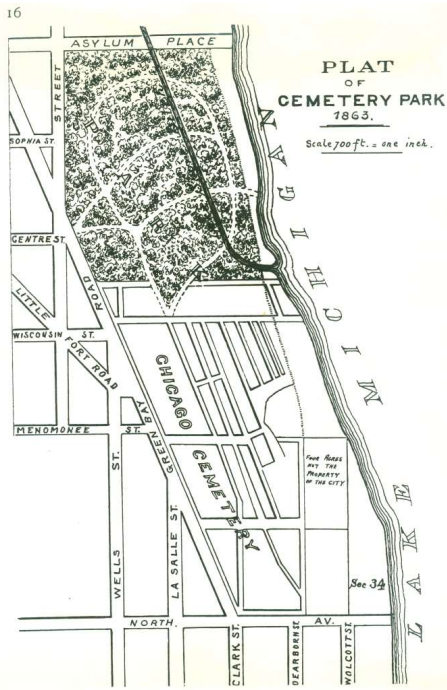 16
ASYLUM PLACE
PLAT
OF
CEMETERY PARK
1863.
Scale 700 ft. = one inch.
STREET
SOPHIA ST.
CENTRE ST
LITTLE
FORT ROAD
WISCONSIN ST.
MENOMONEE ST.
GREEN BAY ROAD
CHICAGO
CEMETERY
FOUR ACRES
NOT THE
PROPERTY
OF THE CITY
LAKE MICHIGAN
Sec 34
WELLS ST.
LA SALLE ST.
NORTH. AV.
CLARK ST.
DEARBORN ST.
WOLCOTT ST.